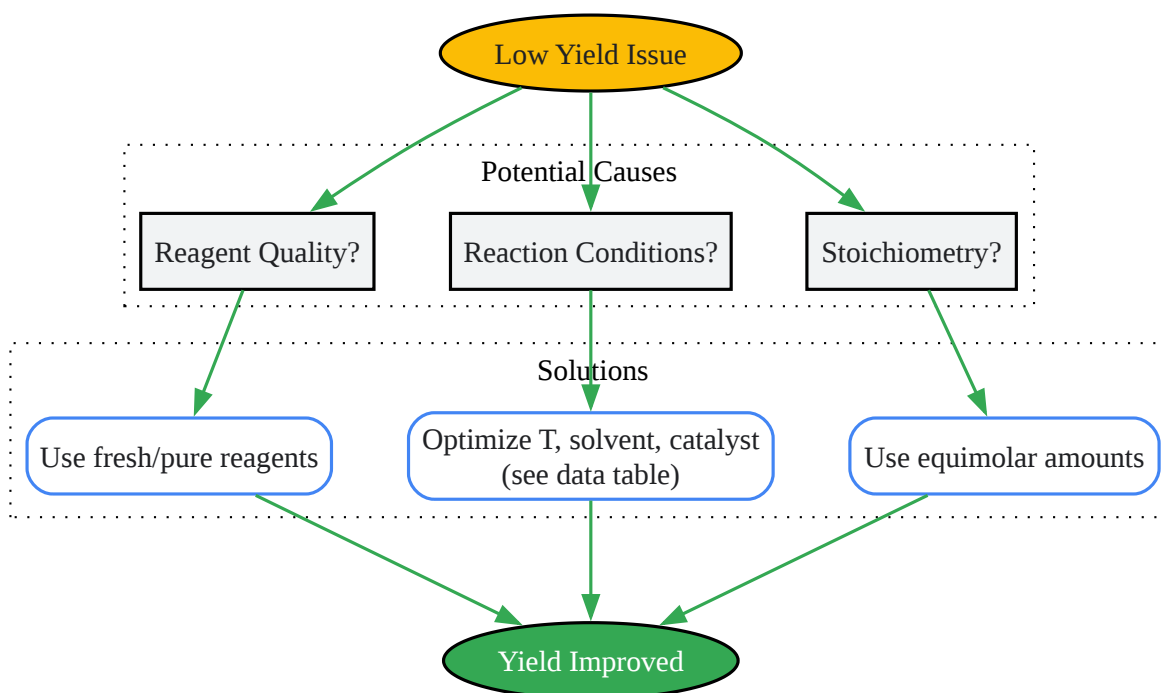 Low Yield Issue
Potential Causes
Reagent Quality?
Reaction Conditions?
Stoichiometry?
Solutions
Use fresh/pure reagents
Optimize T, solvent, catalyst
(see data table)
Use equimolar amounts
Yield Improved